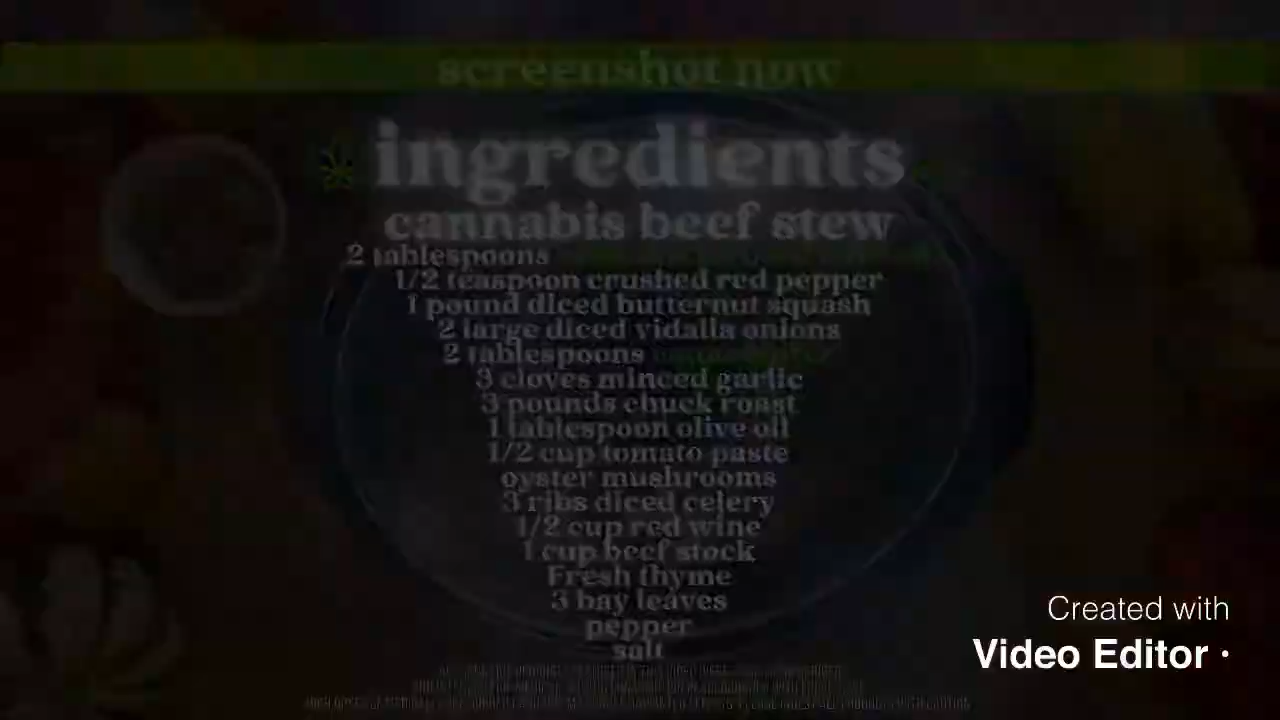 screenshot now
ingredients
cannabis beef stew
2 tablespoons
1/2 teaspoon crushed red pepper
1 pound diced butternut squash
2 large diced vidalia onions
2 tablespoons
3 cloves minced garlic
3 pounds chuck roast
1 tablespoon olive oil
1/2 cup tomato paste
oyster mushrooms
3 ribs diced celery
1/2 cup red wine
1 cup beef stock
Fresh thyme
3 bay leaves
pepper
salt
Created with
Video Editor ·